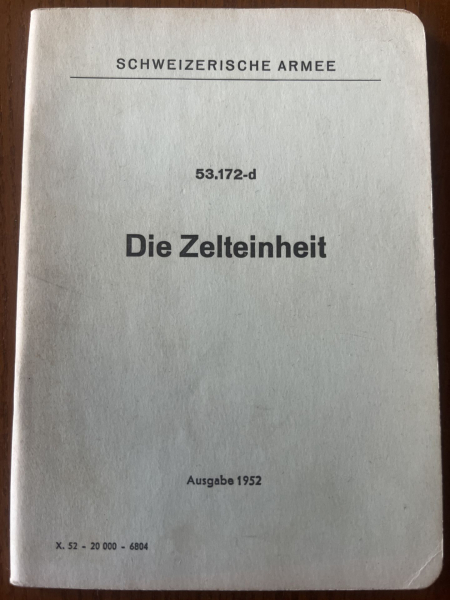 SCHWEIZERISCHE ARMEE
53.172-d
Die Zelteinheit
Ausgabe 1952
X. 52 - 20 000 - 6804